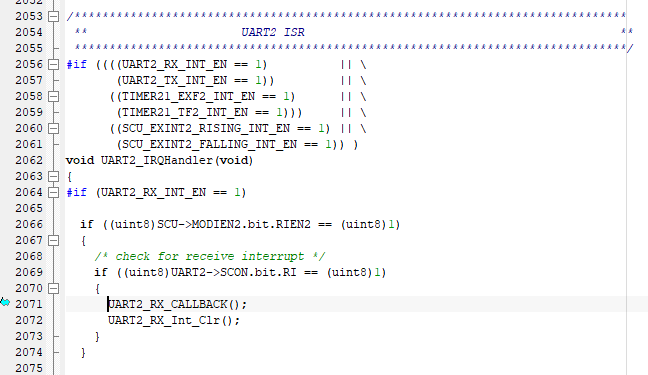 2052
2053 /*******************************************************************************
2054  **                      UART2 ISR                                             **
2055  *******************************************************************************/
2056 #if ((((UART2_RX_INT_EN == 1)          || \
2057        (UART2_TX_INT_EN == 1))         || \
2058       ((TIMER21_EXF2_INT_EN == 1)      || \
2059        (TIMER21_TF2_INT_EN == 1)))     || \
2060       ((SCU_EXINT2_RISING_INT_EN == 1) || \
2061        (SCU_EXINT2_FALLING_INT_EN == 1)) )
2062 void UART2_IRQHandler(void)
2063 {
2064 #if (UART2_RX_INT_EN == 1)
2065
2066   if ((uint8)SCU->MODIEN2.bit.RIEN2 == (uint8)1)
2067   {
2068     /* check for receive interrupt */
2069     if ((uint8)UART2->SCON.bit.RI == (uint8)1)
2070     {
2071       UART2_RX_CALLBACK();
2072       UART2_RX_Int_Clr();
2073     }
2074   }
2075